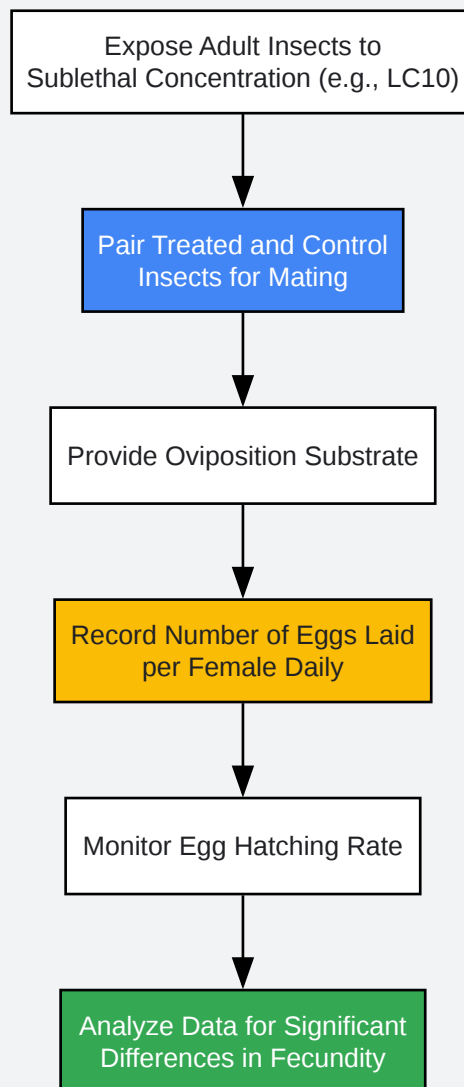 Expose Adult Insects to
Sublethal Concentration (e.g., LC10)
Pair Treated and Control
Insects for Mating
Provide Oviposition Substrate
Record Number of Eggs Laid
per Female Daily
Monitor Egg Hatching Rate
Analyze Data for Significant
Differences in Fecundity